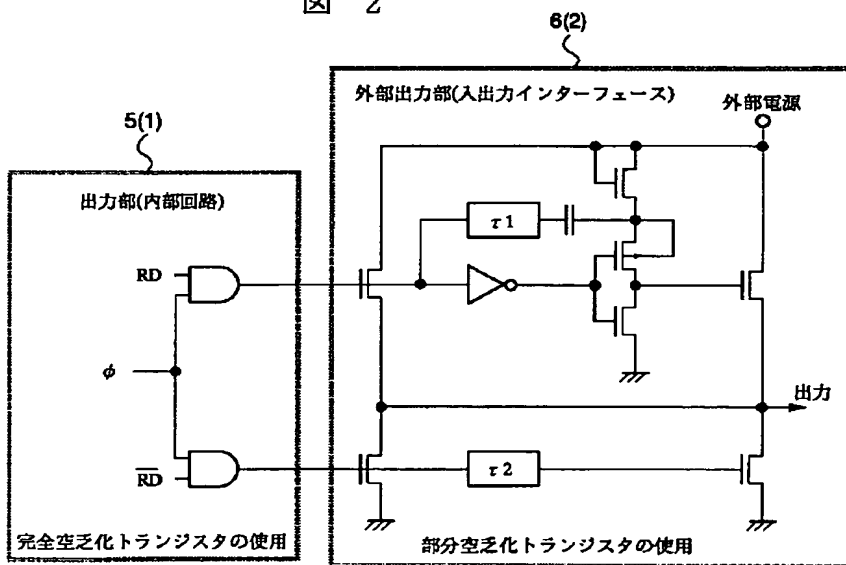 図 2
6(2)
外部出力部(入出力インターフェース)
外部電源
5(1)
出力部(内部回路)
τ1
RD
φ
出力
R̅D̅
τ2
完全空乏化トランジスタの使用
部分空乏化トランジスタの使用